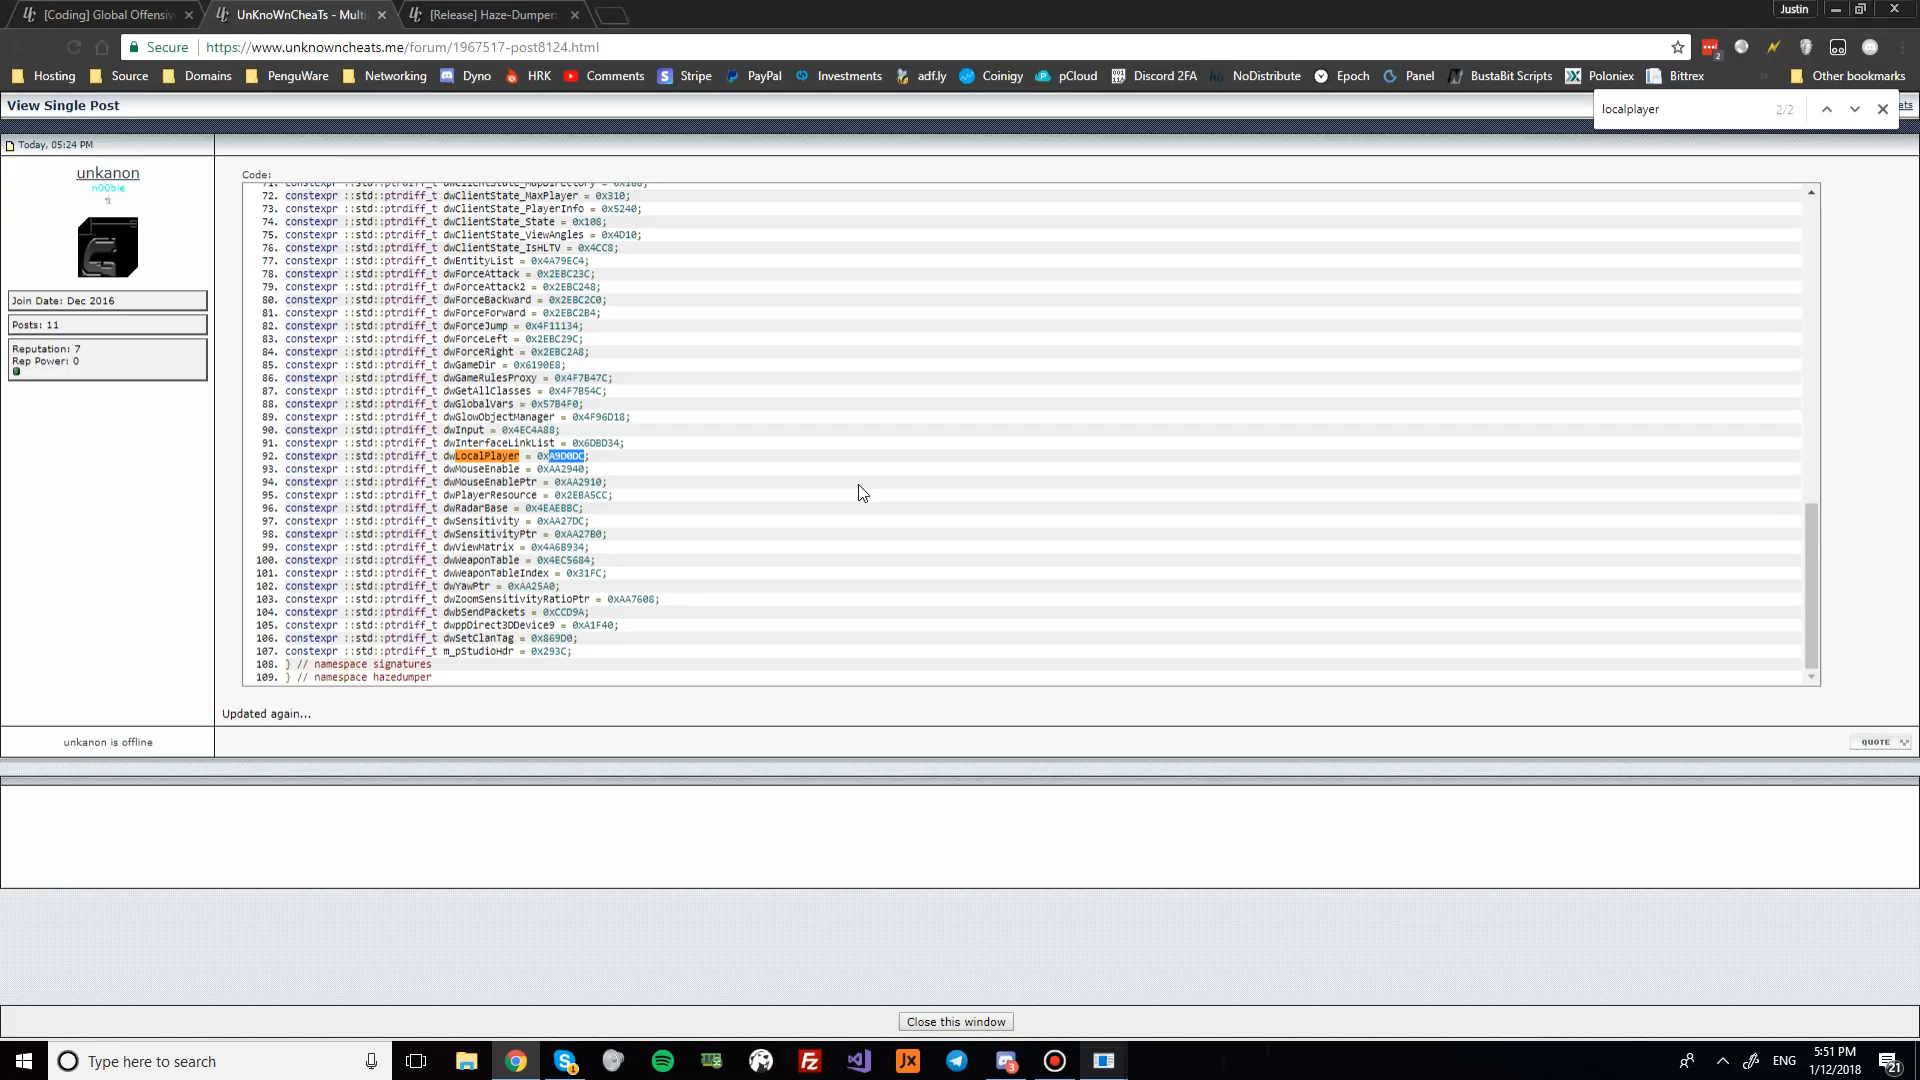 [Coding] Global Offensiv
UnKnoWnCheaTs - Multi
[Release] Haze-Dumper
Justin
Secure
https://www.unknowncheats.me/forum/1967517-post8124.html
2
Hosting
Source
Domains
PenguWare
Networking
Dyno
HRK
Comments
Stripe
PayPal
Investments
adf.ly
Coinigy
pCloud
Discord 2FA
NoDistribute
Epoch
Panel
BustaBit Scripts
Poloniex
Bittrex
Other bookmarks
View Single Post
localplayer
2/2
Today, 05:24 PM
unkanon
n00bie
Join Date: Dec 2016
Posts: 11
Reputation: 7
Rep Power: 0
Code:
71. constexpr ::std::ptrdiff_t dwClientState_MapDirectory = 0x188;
72. constexpr ::std::ptrdiff_t dwClientState_MaxPlayer = 0x310;
73. constexpr ::std::ptrdiff_t dwClientState_PlayerInfo = 0x5240;
74. constexpr ::std::ptrdiff_t dwClientState_State = 0x108;
75. constexpr ::std::ptrdiff_t dwClientState_ViewAngles = 0x4D10;
76. constexpr ::std::ptrdiff_t dwClientState_IsHLTV = 0x4CC8;
77. constexpr ::std::ptrdiff_t dwEntityList = 0x4A79EC4;
78. constexpr ::std::ptrdiff_t dwForceAttack = 0x2EBC23C;
79. constexpr ::std::ptrdiff_t dwForceAttack2 = 0x2EBC248;
80. constexpr ::std::ptrdiff_t dwForceBackward = 0x2EBC2C0;
81. constexpr ::std::ptrdiff_t dwForceForward = 0x2EBC2B4;
82. constexpr ::std::ptrdiff_t dwForceJump = 0x4F11134;
83. constexpr ::std::ptrdiff_t dwForceLeft = 0x2EBC29C;
84. constexpr ::std::ptrdiff_t dwForceRight = 0x2EBC2A8;
85. constexpr ::std::ptrdiff_t dwGameDir = 0x6190E8;
86. constexpr ::std::ptrdiff_t dwGameRulesProxy = 0x4F7B47C;
87. constexpr ::std::ptrdiff_t dwGetAllClasses = 0x4F7B54C;
88. constexpr ::std::ptrdiff_t dwGlobalVars = 0x57B4F0;
89. constexpr ::std::ptrdiff_t dwGlowObjectManager = 0x4F96D18;
90. constexpr ::std::ptrdiff_t dwInput = 0x4EC4A88;
91. constexpr ::std::ptrdiff_t dwInterfaceLinkList = 0x6DBD34;
92. constexpr ::std::ptrdiff_t dwLocalPlayer = 0xA9D0DC;
93. constexpr ::std::ptrdiff_t dwMouseEnable = 0xAA2940;
94. constexpr ::std::ptrdiff_t dwMouseEnablePtr = 0xAA2910;
95. constexpr ::std::ptrdiff_t dwPlayerResource = 0x2EBA5CC;
96. constexpr ::std::ptrdiff_t dwRadarBase = 0x4EAEBBC;
97. constexpr ::std::ptrdiff_t dwSensitivity = 0xAA27DC;
98. constexpr ::std::ptrdiff_t dwSensitivityPtr = 0xAA27B0;
99. constexpr ::std::ptrdiff_t dwViewMatrix = 0x4A6B934;
100. constexpr ::std::ptrdiff_t dwWeaponTable = 0x4EC5684;
101. constexpr ::std::ptrdiff_t dwWeaponTableIndex = 0x31FC;
102. constexpr ::std::ptrdiff_t dwYawPtr = 0xAA25A0;
103. constexpr ::std::ptrdiff_t dwZoomSensitivityRatioPtr = 0xAA7608;
104. constexpr ::std::ptrdiff_t dwbSendPackets = 0xCCD9A;
105. constexpr ::std::ptrdiff_t dwppDirect3DDevice9 = 0xA1F40;
106. constexpr ::std::ptrdiff_t dwSetClanTag = 0x869D0;
107. constexpr ::std::ptrdiff_t m_pStudioHdr = 0x293C;
108. } // namespace signatures
109. } // namespace hazedumper
Updated again...
unkanon is offline
QUOTE
Close this window
Type here to search
ENG
5:51 PM
1/12/2018
21